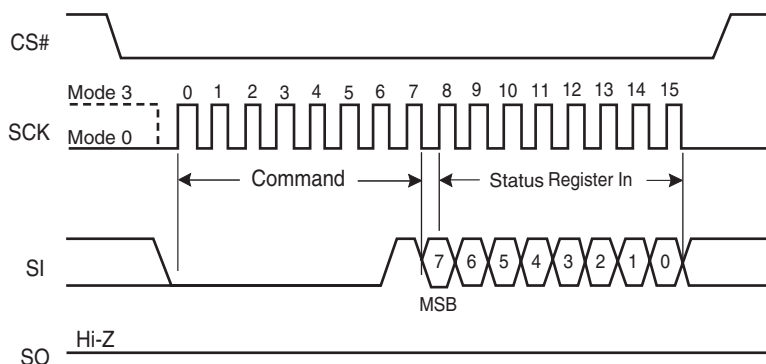 CS#
Mode 3 0 1 2 3 4 5 6 7 8 9 10 11 12 13 14 15
SCK
Mode 0
Command Status Register In
SI 7 6 5 4 3 2 1 0
MSB
Hi-Z
SO